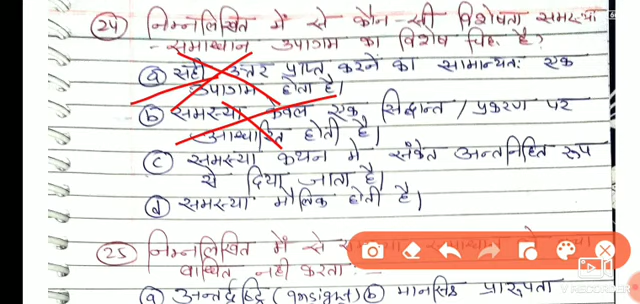 (24) निम्नलिखित में से कौन-सी विशेषता समस्या
-समाधान उपागम का विशेष चिह्न है?
(a) सही उत्तर प्राप्त करने का सामान्यतः एक
उपागम होता है।
(b) समस्या केवल एक सिद्धान्त / प्रकरण पर
आधारित होती है।
(c) समस्या कथन में संकेत अन्तर्निहित रूप
से दिया जाता है।
(d) समस्या मौलिक होती है।
(25) निम्नलिखित में से
बाधित नहीं करता:-
(a) अन्तर्दृष्टि (b) मानसिक प्रारूपता
RECORDER